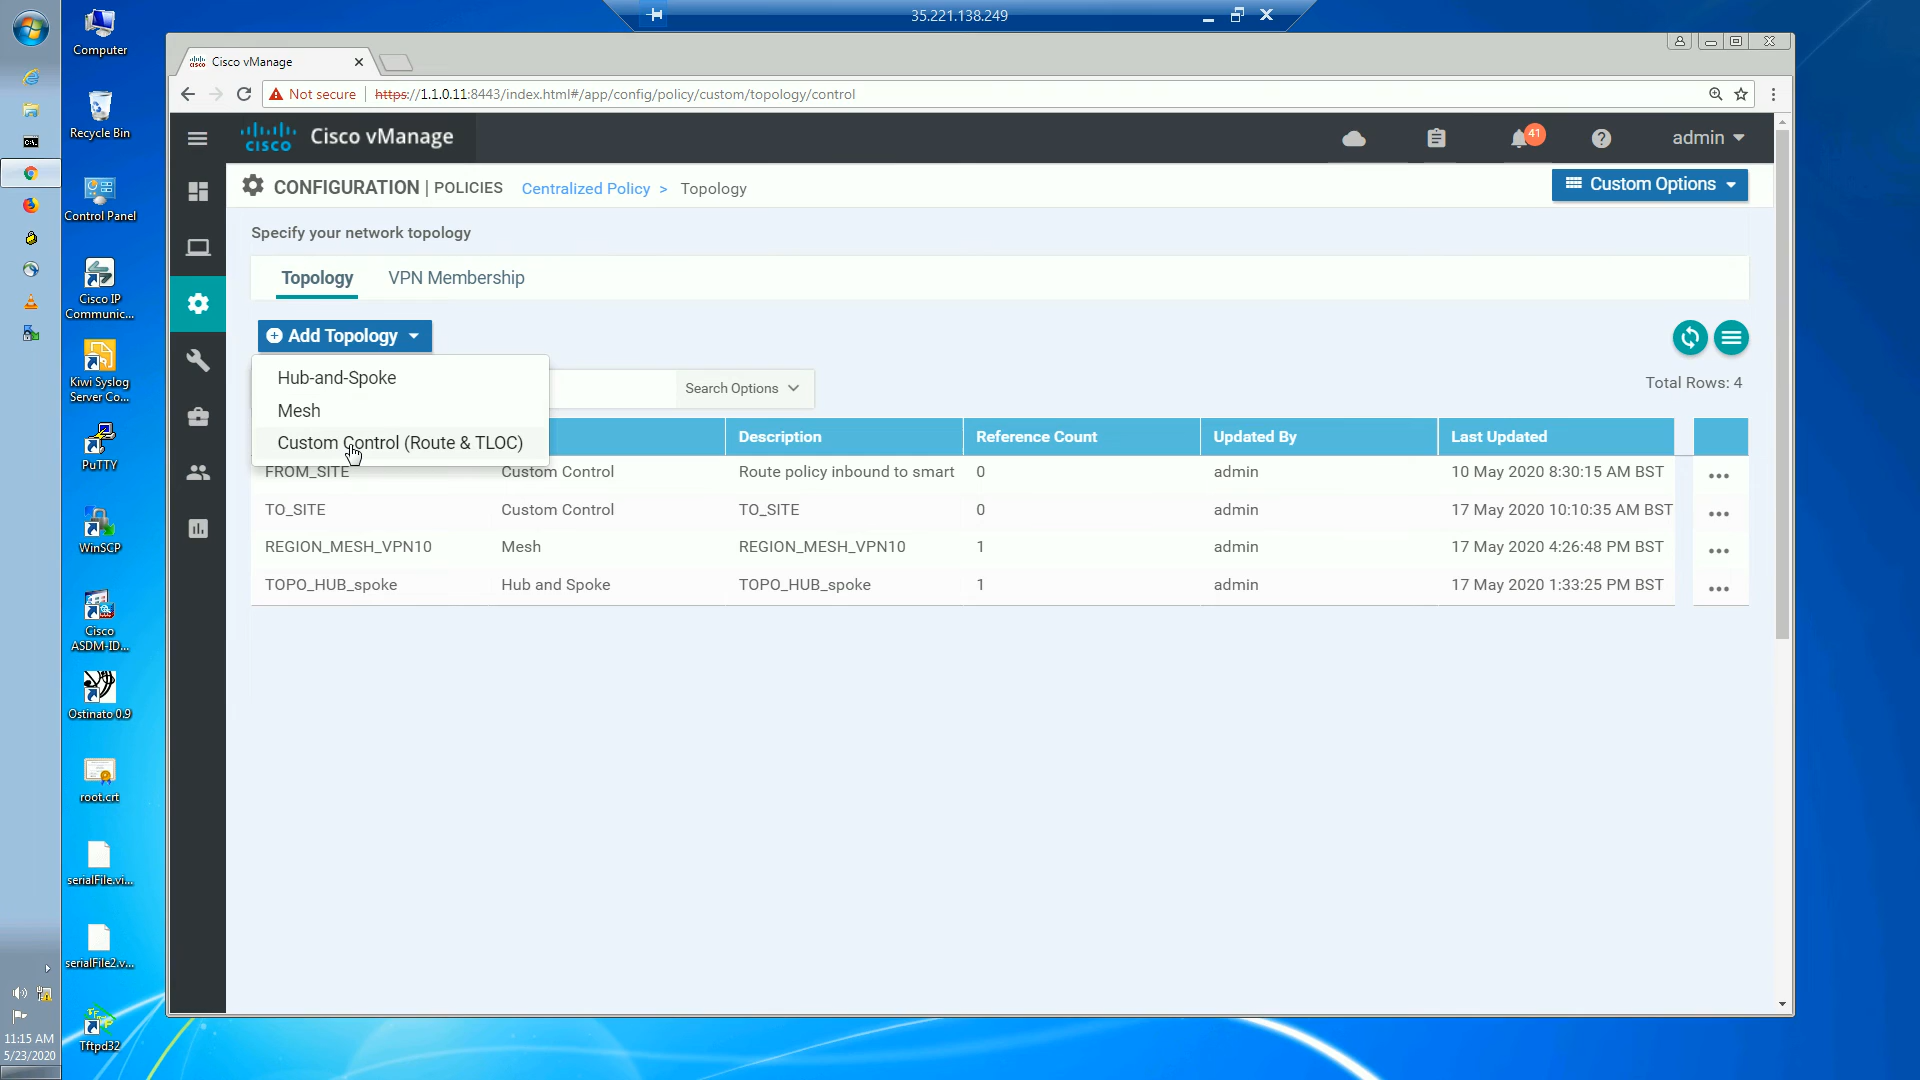 35.221.138.249
Computer
Recycle Bin
Control Panel
Cisco IP
Communic...
Kiwi Syslog
Server Co...
PuTTY
WinSCP
Cisco
ASDM-ID...
Ostinato 0.9
root.crt
serialFile.vi...
serialFile2.v...
Tftpd32
11:15 AM
5/23/2020
Cisco vManage
Not secure https://1.1.0.11:8443/index.html#/app/config/policy/custom/topology/control
cisco Cisco vManage
41
admin
CONFIGURATION | POLICIES Centralized Policy > Topology
Custom Options
Specify your network topology
Topology VPN Membership
Add Topology
Hub-and-Spoke
Mesh
Custom Control (Route & TLOC)
Search Options
Total Rows: 4
Description Reference Count Updated By Last Updated
FROM_SITE Custom Control Route policy inbound to smart 0 admin 10 May 2020 8:30:15 AM BST
TO_SITE Custom Control TO_SITE 0 admin 17 May 2020 10:10:35 AM BST
REGION_MESH_VPN10 Mesh REGION_MESH_VPN10 1 admin 17 May 2020 4:26:48 PM BST
TOPO_HUB_spoke Hub and Spoke TOPO_HUB_spoke 1 admin 17 May 2020 1:33:25 PM BST